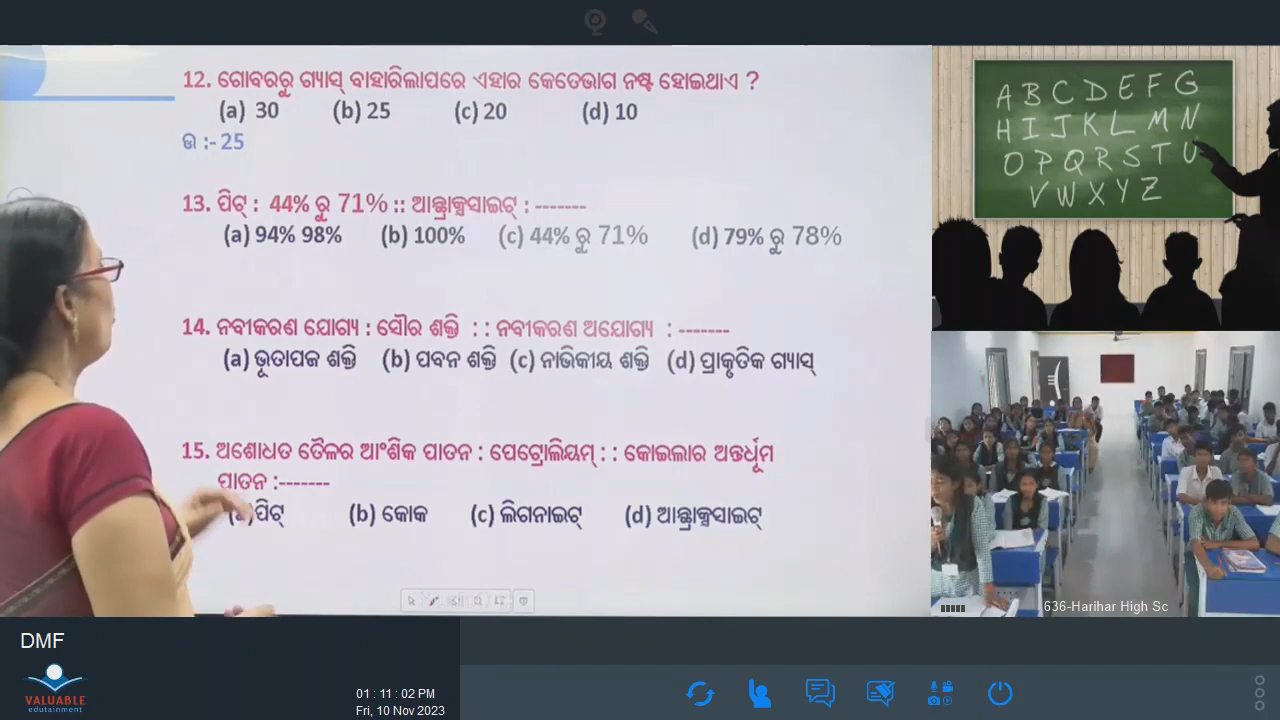 12. ଗୋବରରୁ ଗ୍ୟାସ୍ ବାହାରିଲାପରେ ଏହାର କେତେଭାଗ ନଷ୍ଟ ହୋଇଥାଏ ?
(a) 30 (b) 25 (c) 20 (d) 10
ଉ :- 25
13. ପିଟ୍ : 44% ରୁ 71% :: ଆନ୍ଥ୍ରାକ୍ସସାଇଟ୍ : -------
(a) 94% 98% (b) 100% (c) 44% ରୁ 71% (d) 79% ରୁ 78%
14. ନବୀକରଣ ଯୋଗ୍ୟ : ସୌର ଶକ୍ତି : : ନବୀକରଣ ଅଯୋଗ୍ୟ : -------
(a) ଭୂତାପଜ ଶକ୍ତି (b) ପବନ ଶକ୍ତି (c) ନାଭିକୀୟ ଶକ୍ତି (d) ପ୍ରାକୃତିକ ଗ୍ୟାସ୍
15. ଅଶୋଧିତ ତୈଳର ଆଂଶିକ ପାତନ : ପେଟ୍ରୋଲିୟମ୍ : : କୋଇଲାର ଅନ୍ତର୍ଧୂମ
ପାତନ :-------
(a)ପିଟ୍ (b) କୋକ (c) ଲିଗନାଇଟ୍ (d) ଆନ୍ଥ୍ରାକ୍ସସାଇଟ୍
A B C D E F G
H I J K L M N
O P Q R S T U
V W X Y Z
636-Harihar High Sc
DMF
VALUABLE
edutainment
01 : 11 : 02 PM
Fri, 10 Nov 2023